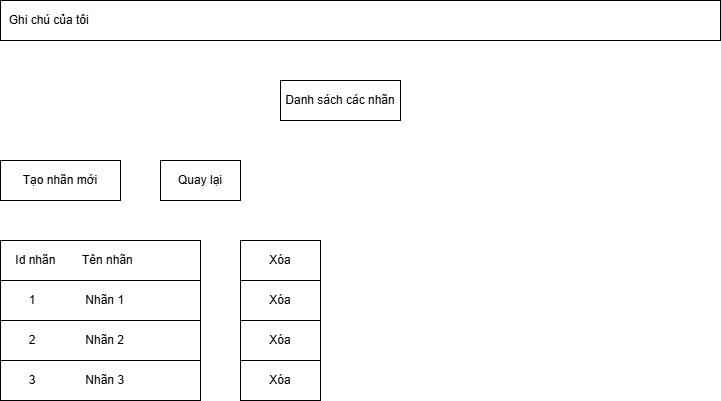 Ghi chú của tôi
Danh sách các nhãn
Tạo nhãn mới Quay lại
Id nhãn Tên nhãn Xóa
1 Nhãn 1 Xóa
2 Nhãn 2 Xóa
3 Nhãn 3 Xóa